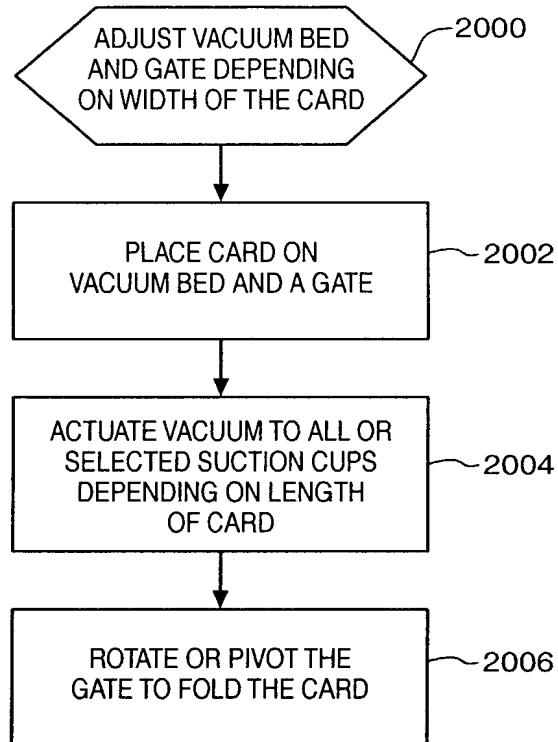 ADJUST VACUUM BED
AND GATE DEPENDING
ON WIDTH OF THE CARD
2000
PLACE CARD ON
VACUUM BED AND A GATE
2002
ACTUATE VACUUM TO ALL OR
SELECTED SUCTION CUPS
DEPENDING ON LENGTH
OF CARD
2004
ROTATE OR PIVOT THE
GATE TO FOLD THE CARD
2006